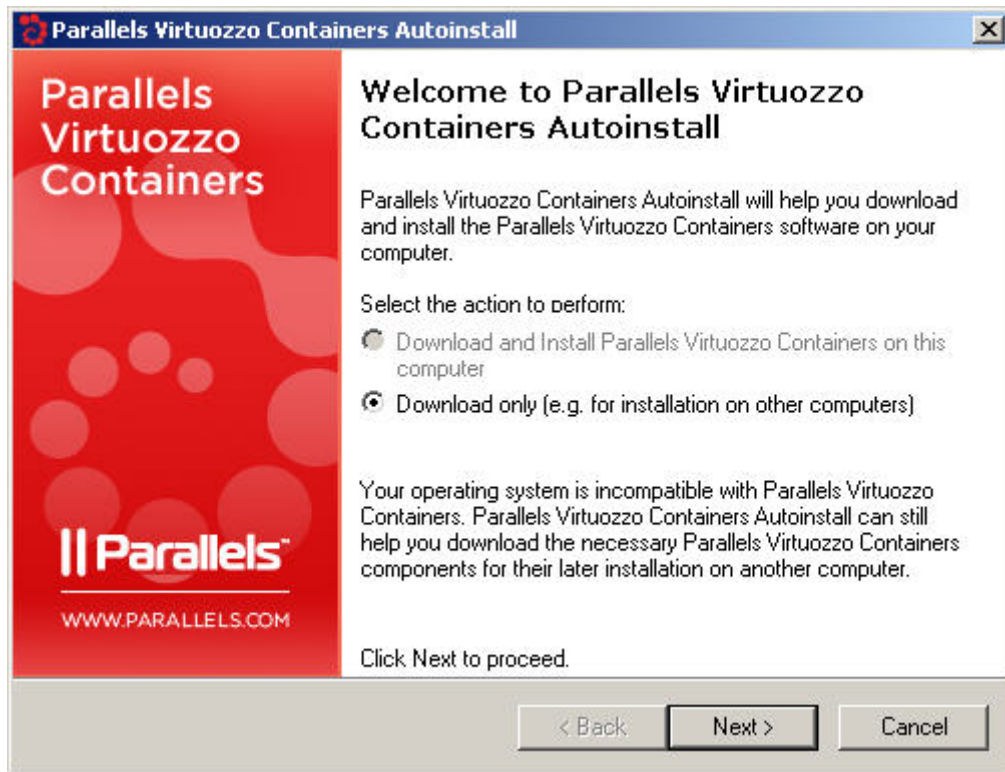 Parallels Virtuozzo Containers Autoinstall
Parallels
Virtuozzo
Containers
Welcome to Parallels Virtuozzo
Containers Autoinstall
Parallels Virtuozzo Containers Autoinstall will help you download
and install the Parallels Virtuozzo Containers software on your
computer.
Select the action to perform:
Download and Install Parallels Virtuozzo Containers on this
computer
Download only (e.g. for installation on other computers)
Your operating system is incompatible with Parallels Virtuozzo
Containers. Parallels Virtuozzo Containers Autoinstall can still
help you download the necessary Parallels Virtuozzo Containers
components for their later installation on another computer.
|| Parallels™
WWW.PARALLELS.COM
Click Next to proceed.
< Back
Next >
Cancel